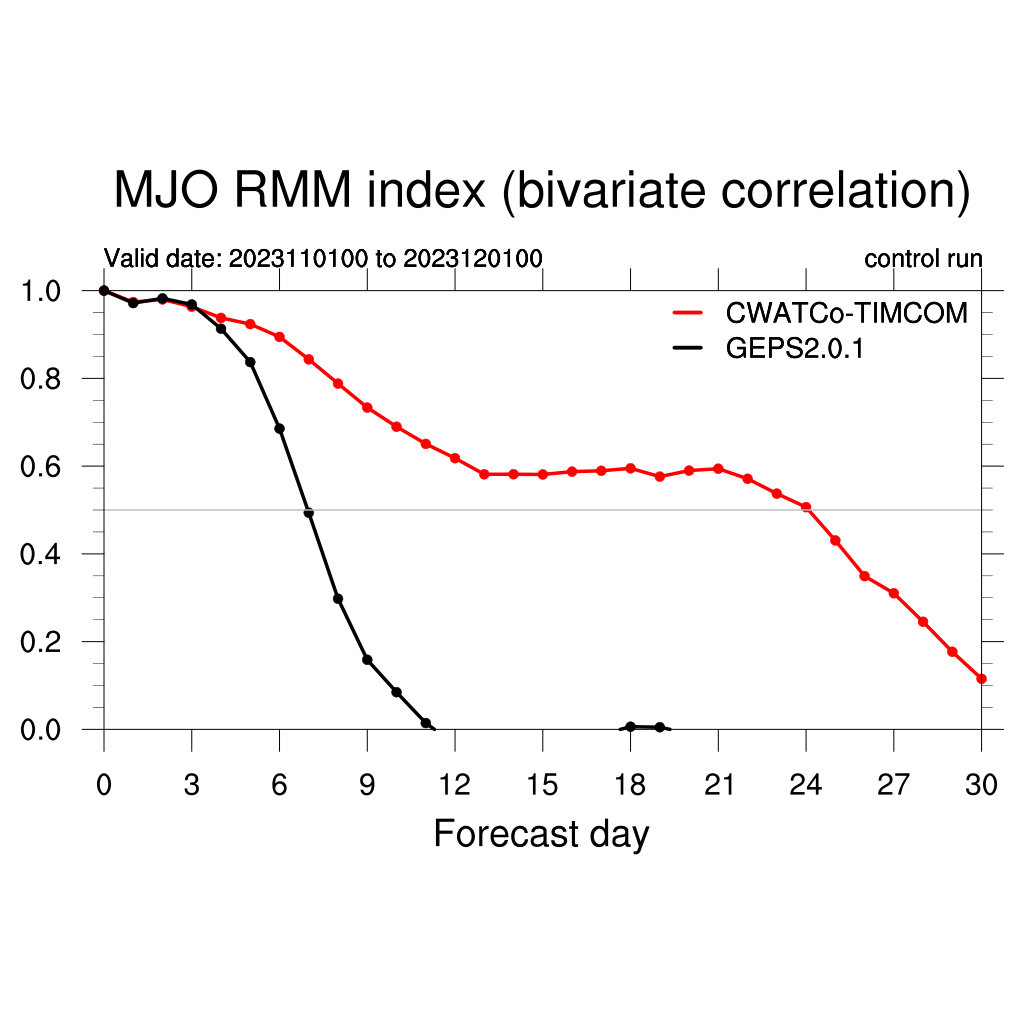 MJO RMM index (bivariate correlation)
Valid date: 2023110100 to 2023120100 control run
CWATCo-TIMCOM
GEPS2.0.1
1.0
0.8
0.6
0.4
0.2
0.0
0 3 6 9 12 15 18 21 24 27 30
Forecast day